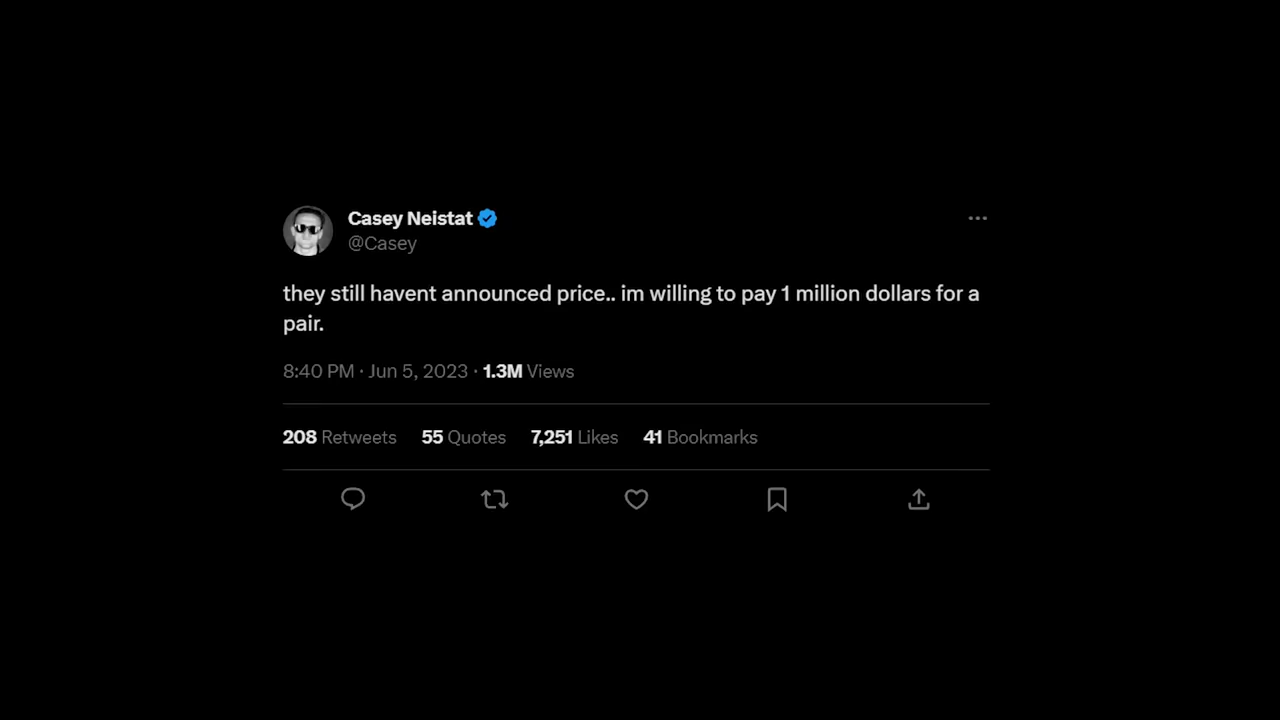 Casey Neistat
@Casey
they still havent announced price.. im willing to pay 1 million dollars for a
pair.
8:40 PM · Jun 5, 2023 · 1.3M Views
208 Retweets 55 Quotes 7,251 Likes 41 Bookmarks